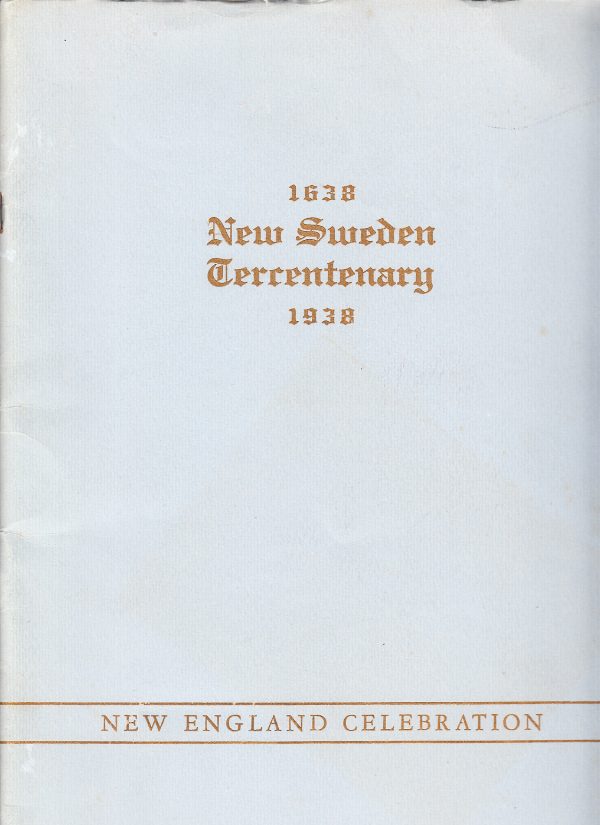 1638
New Sweden
Tercentenary
1938
NEW ENGLAND CELEBRATION